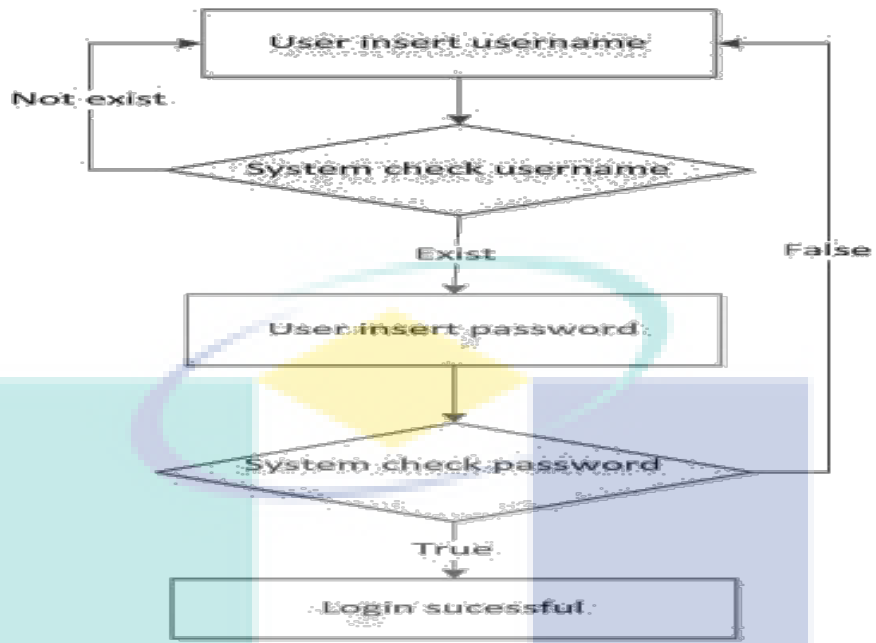 User insert username
Not exist
System check username
Exist
False
User insert password
System check password
True
Login sucessful